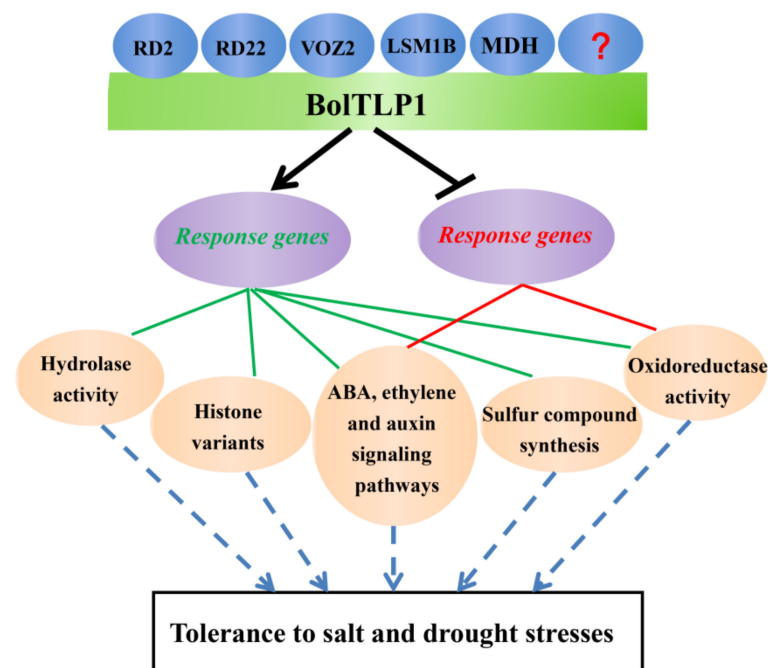 RD2
RD22
VOZ2
LSM1B
MDH
?
BolTLP1
Response genes
Response genes
Hydrolase
activity
Histone
variants
ABA, ethylene
and auxin
signaling
pathways
Sulfur compound
synthesis
Oxidoreductase
activity
Tolerance to salt and drought stresses